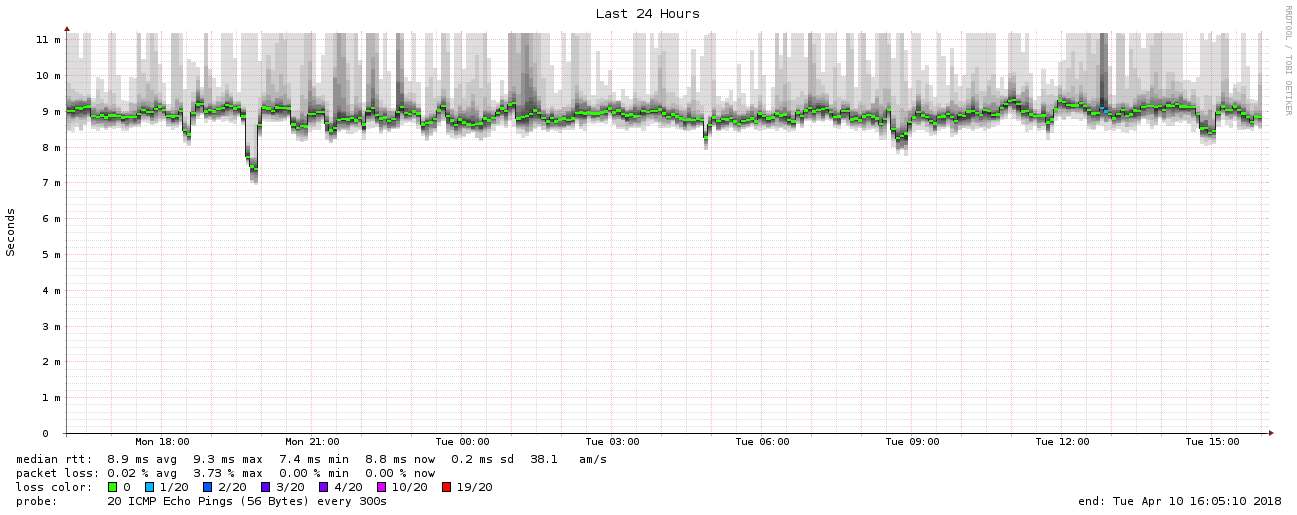 Last 24 Hours
RRDTOOL / TOBI OETIKER
Seconds
11 m
10 m
9 m
8 m
7 m
6 m
5 m
4 m
3 m
2 m
1 m
0
Mon 18:00 Mon 21:00 Tue 00:00 Tue 03:00 Tue 06:00 Tue 09:00 Tue 12:00 Tue 15:00
median rtt: 8.9 ms avg 9.3 ms max 7.4 ms min 8.8 ms now 0.2 ms sd 38.1 am/s
packet loss: 0.02 % avg 3.73 % max 0.00 % min 0.00 % now
loss color: 0 1/20 2/20 3/20 4/20 10/20 19/20
probe: 20 ICMP Echo Pings (56 Bytes) every 300s end: Tue Apr 10 16:05:10 2018